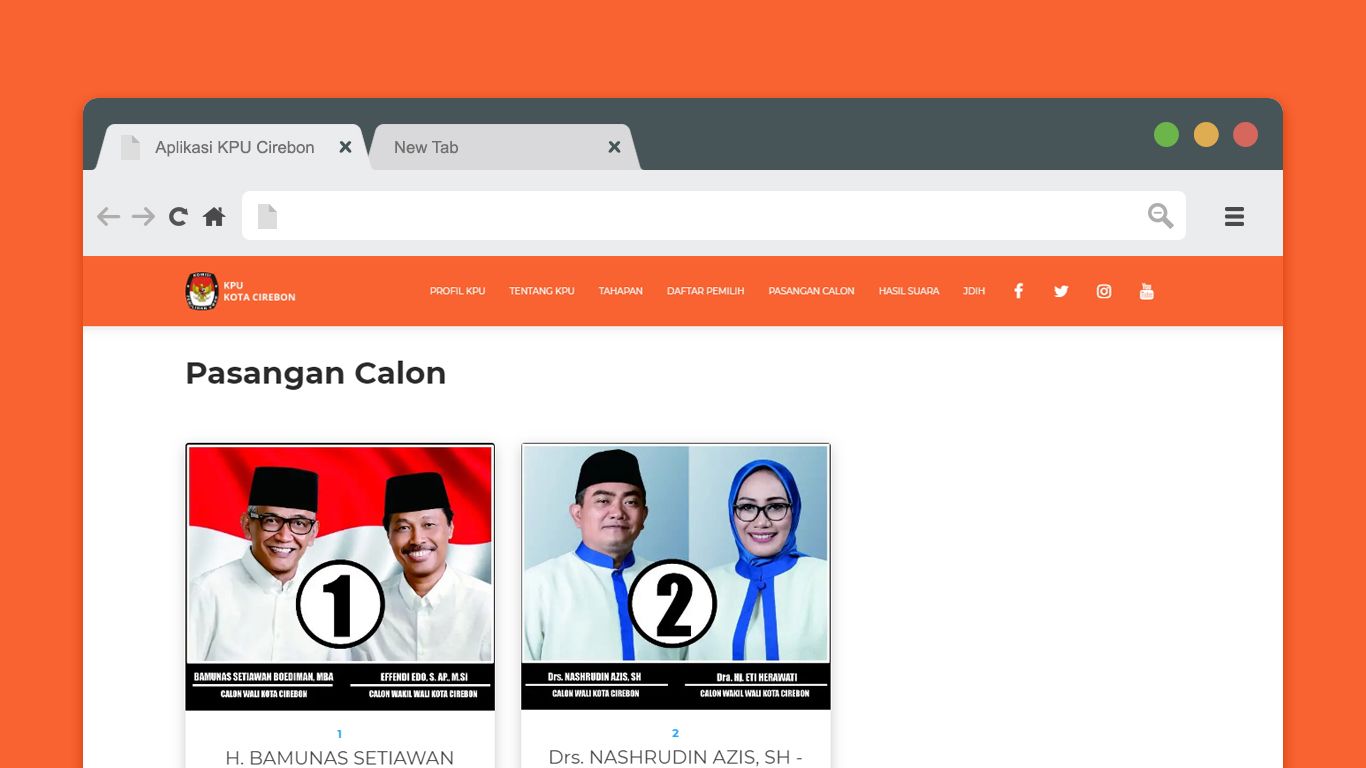 Aplikasi KPU Cirebon
New Tab
KPU
KOTA CIREBON
PROFIL KPU
TENTANG KPU
TAHAPAN
DAFTAR PEMILIH
PASANGAN CALON
HASIL SUARA
JDIH
Pasangan Calon
1
BAMUNAS SETIAWAN BOEDIMAN, MBA
CALON WALI KOTA CIREBON
EFFENDI EDO, S. AP., M.SI
CALON WAKIL WALI KOTA CIREBON
1
H. BAMUNAS SETIAWAN
2
Drs. NASHRUDIN AZIS, SH
CALON WALI KOTA CIREBON
Dra. Hj. ETI HERAWATI
CALON WAKIL WALI KOTA CIREBON
2
Drs. NASHRUDIN AZIS, SH -